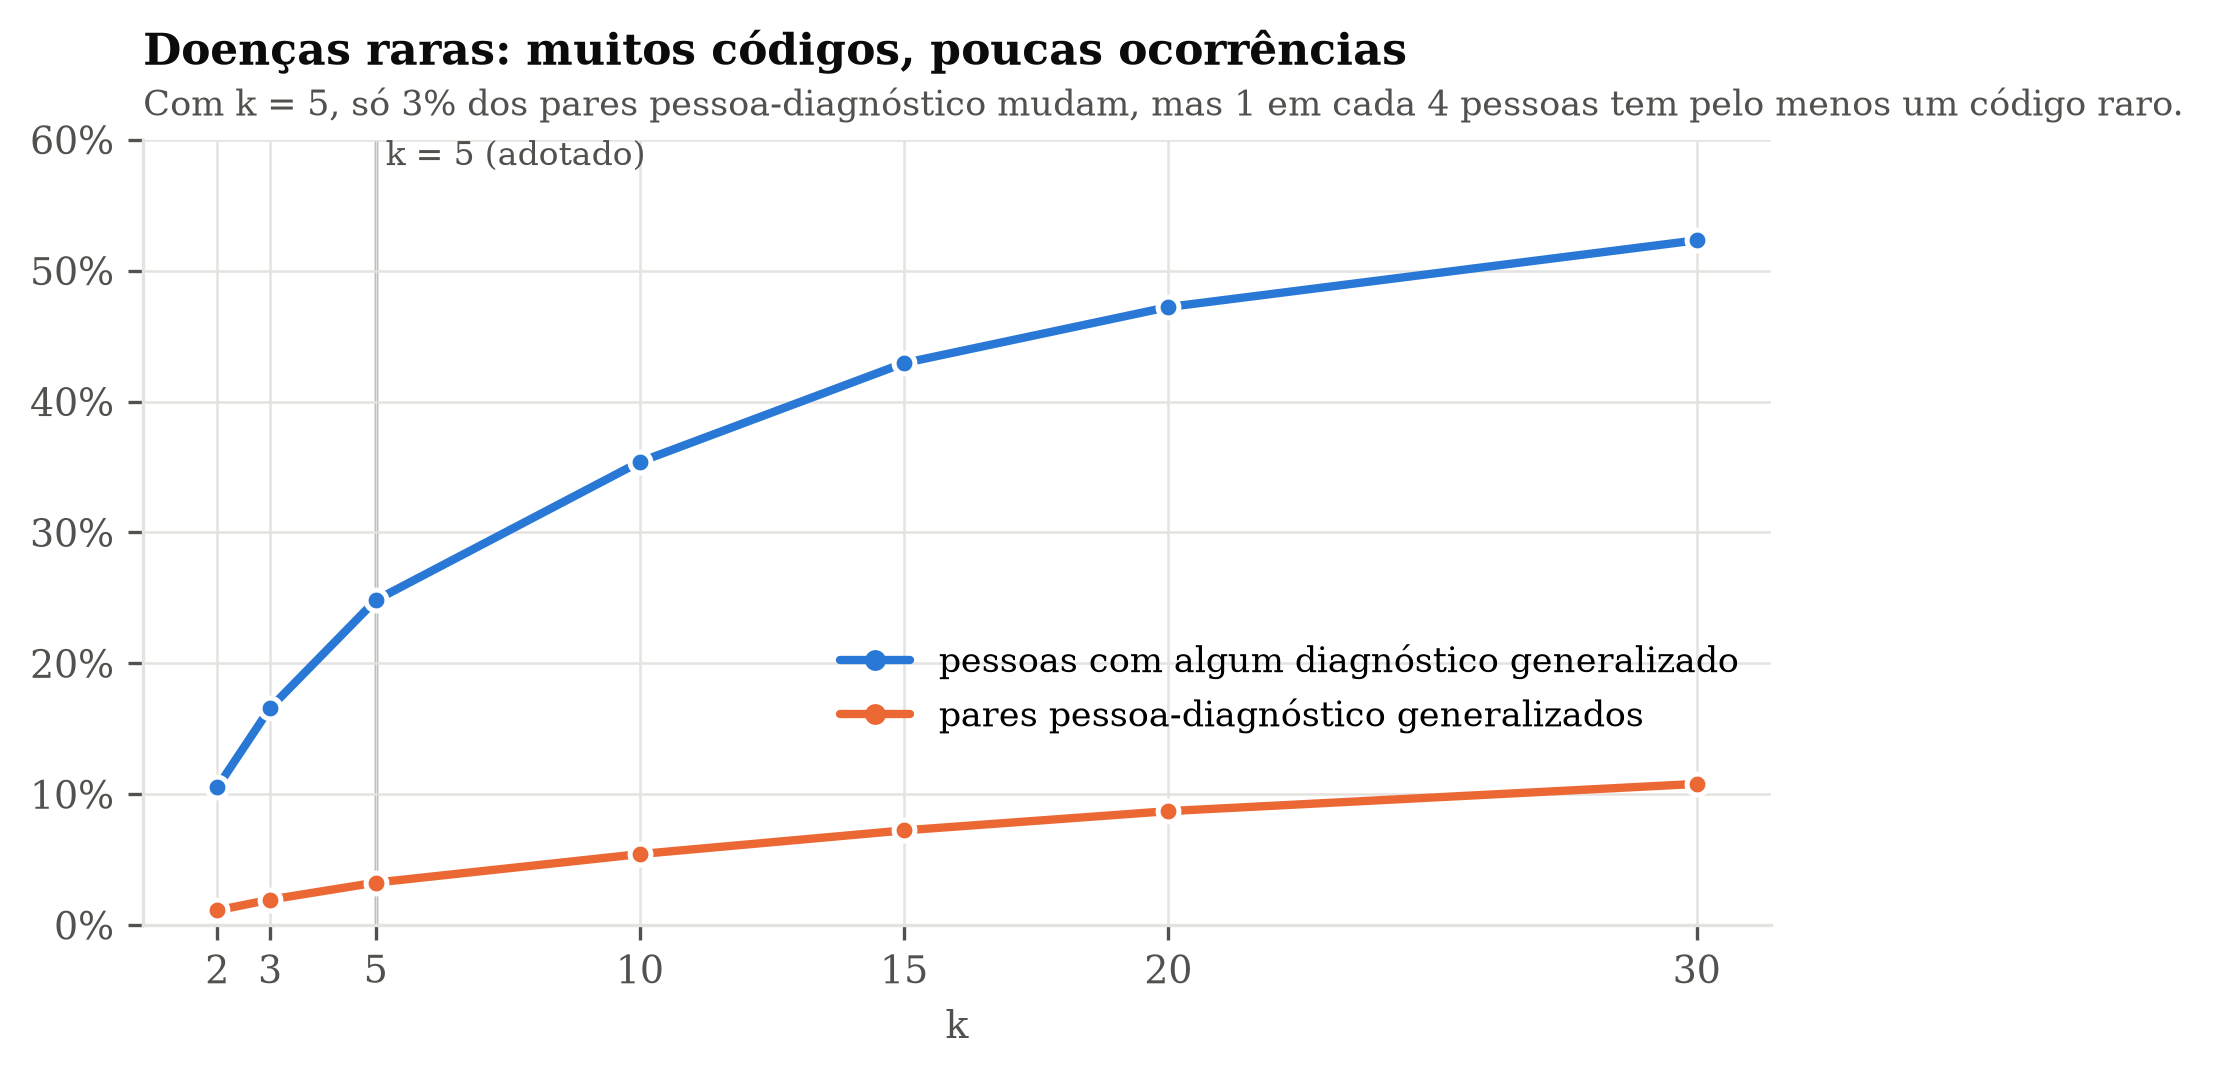 Doenças raras: muitos códigos, poucas ocorrências
Com k = 5, só 3% dos pares pessoa-diagnóstico mudam, mas 1 em cada 4 pessoas tem pelo menos um código raro.
60%
k = 5 (adotado)
50%
40%
30%
20%
pessoas com algum diagnóstico generalizado
pares pessoa-diagnóstico generalizados
10%
0%
2 3 5 10 15 20 30
k